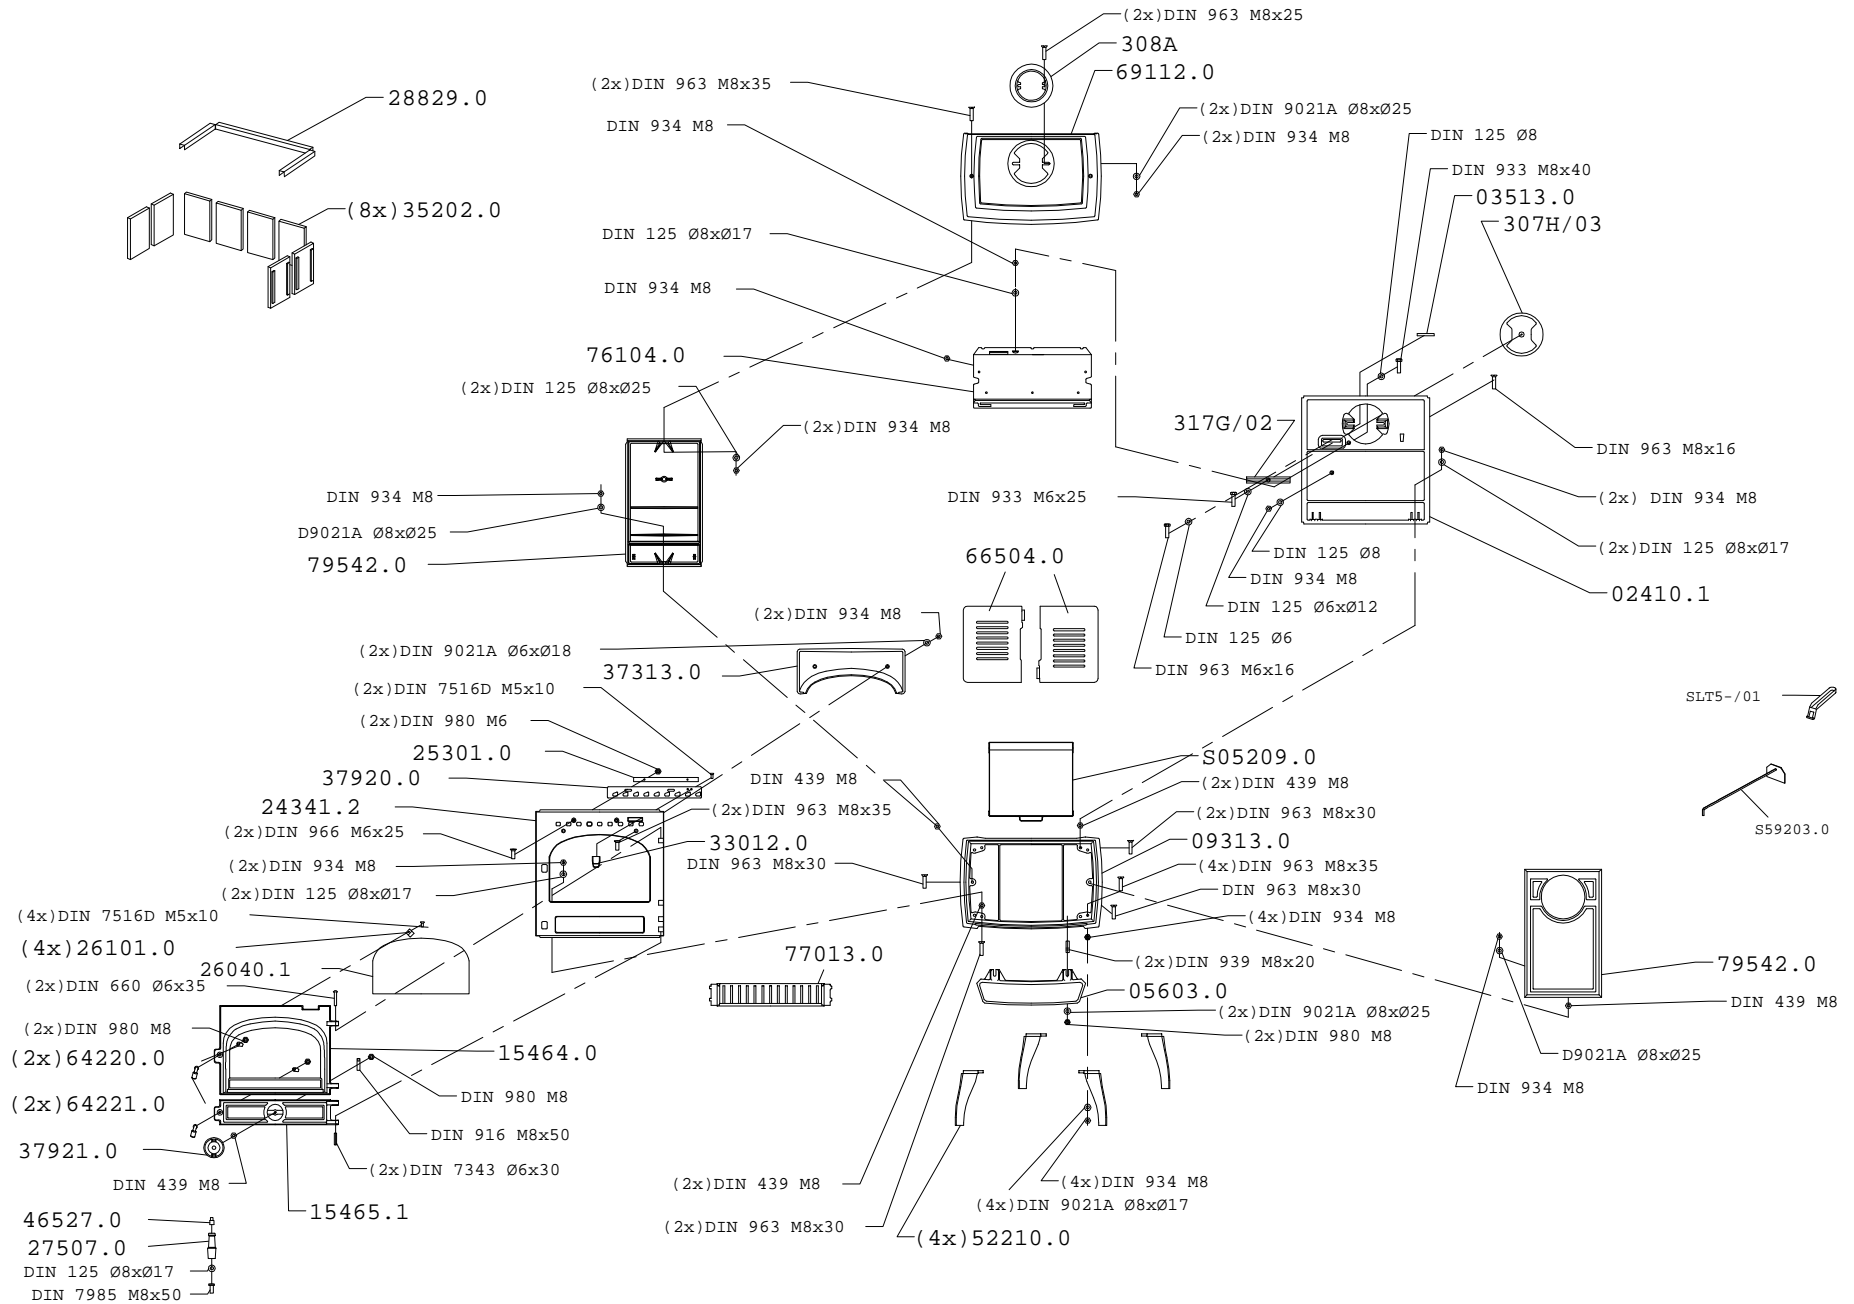 (2x)DIN 963 M8x25
308A
69112.0
(2x)DIN 963 M8x35
28829.0
(2x)DIN 9021A Ø8xØ25
DIN 934 M8
(2x)DIN 934 M8
DIN 125 Ø8
DIN 933 M8x40
03513.0
(8x)35202.0
307H/03
DIN 125 Ø8xØ17
DIN 934 M8
76104.0
(2x)DIN 125 Ø8xØ25
317G/02
(2x)DIN 934 M8
DIN 963 M8x16
DIN 934 M8
DIN 933 M6x25
(2x) DIN 934 M8
D9021A Ø8xØ25
(2x)DIN 125 Ø8xØ17
DIN 125 Ø8
79542.0
66504.0
DIN 934 M8
02410.1
DIN 125 Ø6xØ12
(2x)DIN 934 M8
DIN 125 Ø6
(2x)DIN 9021A Ø6xØ18
37313.0
DIN 963 M6x16
(2x)DIN 7516D M5x10
SLT5-/01
(2x)DIN 980 M6
25301.0
S05209.0
37920.0
DIN 439 M8
(2x)DIN 439 M8
24341.2
(2x)DIN 963 M8x35
(2x)DIN 963 M8x30
(2x)DIN 966 M6x25
S59203.0
33012.0
09313.0
(2x)DIN 934 M8
DIN 963 M8x30
(4x)DIN 963 M8x35
(2x)DIN 125 Ø8xØ17
DIN 963 M8x30
(4x)DIN 7516D M5x10
(4x)DIN 934 M8
(4x)26101.0
77013.0
(2x)DIN 939 M8x20
79542.0
26040.1
(2x)DIN 660 Ø6x35
05603.0
DIN 439 M8
(2x)DIN 9021A Ø8xØ25
(2x)DIN 980 M8
(2x)DIN 980 M8
15464.0
D9021A Ø8xØ25
(2x)64220.0
DIN 934 M8
DIN 980 M8
(2x)64221.0
DIN 916 M8x50
37921.0
(2x)DIN 7343 Ø6x30
DIN 439 M8
(2x)DIN 439 M8
(4x)DIN 934 M8
(4x)DIN 9021A Ø8xØ17
15465.1
46527.0
(2x)DIN 963 M8x30
(4x)52210.0
27507.0
DIN 125 Ø8xØ17
DIN 7985 M8x50